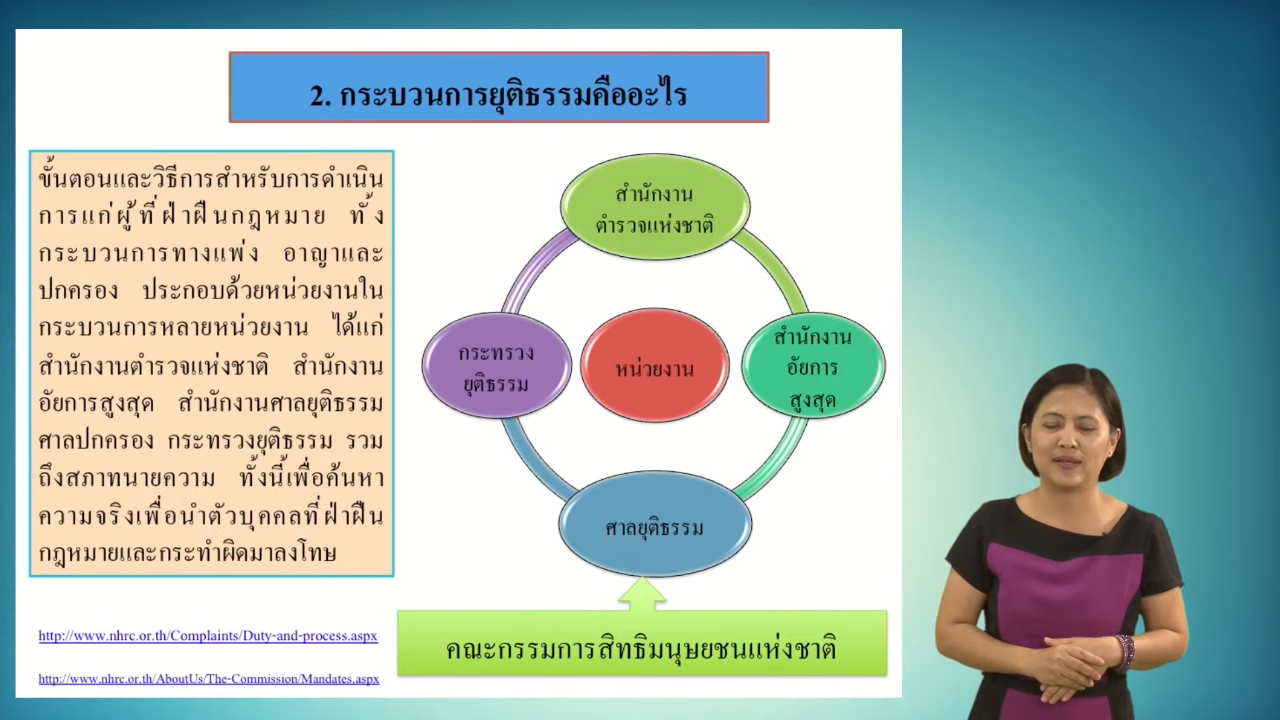 2. กระบวนการยุติธรรมคืออะไร
ขั้นตอนและวิธีการสำหรับการดำเนิน
การแก่ผู้ที่ฝ่าฝืนกฎหมาย ทั้ง
กระบวนการทางแพ่ง อาญาและ
ปกครอง ประกอบด้วยหน่วยงานใน
กระบวนการหลายหน่วยงาน ได้แก่
สำนักงานตำรวจแห่งชาติ สำนักงาน
อัยการสูงสุด สำนักงานศาลยุติธรรม
ศาลปกครอง กระทรวงยุติธรรม รวม
ถึงสภาทนายความ ทั้งนี้เพื่อค้นหา
ความจริงเพื่อนำตัวบุคคลที่ฝ่าฝืน
กฎหมายและกระทำผิดมาลงโทษ
http://www.nhrc.or.th/Complaints/Duty-and-process.aspx
http://www.nhrc.or.th/AboutUs/The-Commission/Mandates.aspx
สำนักงาน
ตำรวจแห่งชาติ
กระทรวง
ยุติธรรม
หน่วยงาน
สำนักงาน
อัยการ
สูงสุด
ศาลยุติธรรม
คณะกรรมการสิทธิมนุษยชนแห่งชาติ